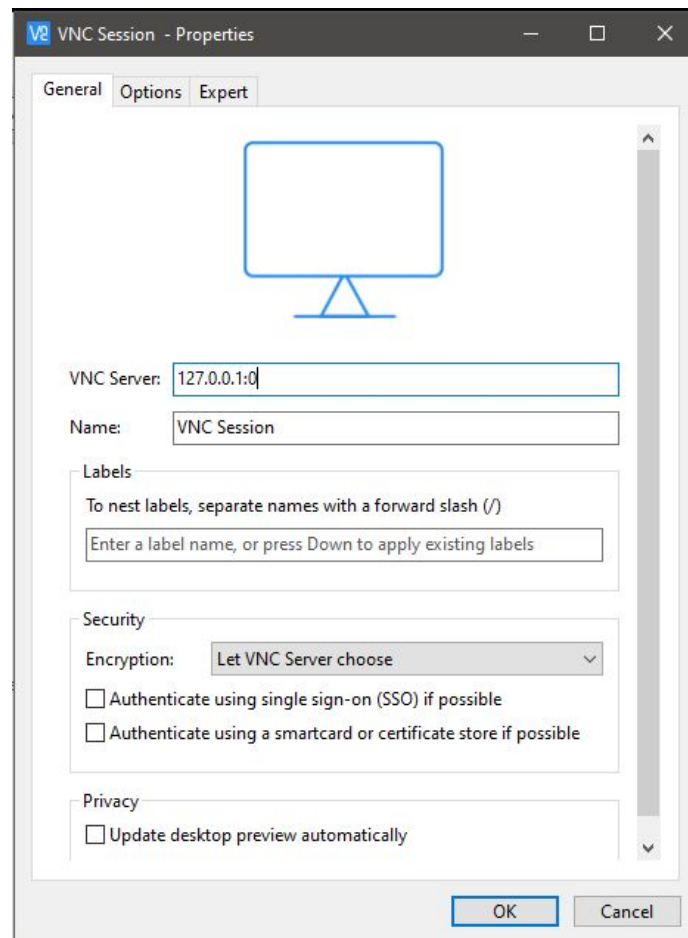 VNC Session - Properties
General Options Expert
VNC Server: 127.0.0.1:0
Name: VNC Session
Labels
To nest labels, separate names with a forward slash (/)
Enter a label name, or press Down to apply existing labels
Security
Encryption: Let VNC Server choose
Authenticate using single sign-on (SSO) if possible
Authenticate using a smartcard or certificate store if possible
Privacy
Update desktop preview automatically
OK Cancel